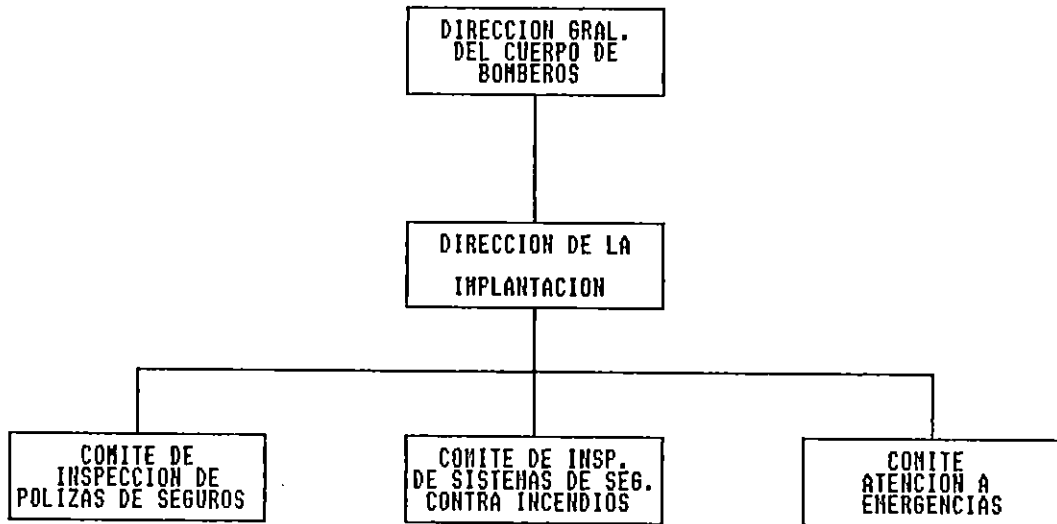 DIRECCION GRAL.
DEL CUERPO DE
BOMBEROS
DIRECCION DE LA
IMPLANTACION
COMITE DE
INSPECCION DE
POLIZAS DE SEGUROS
COMITE DE INSP.
DE SISTEMAS DE SEG.
CONTRA INCENDIOS
COMITE
ATENCION A
EMERGENCIAS